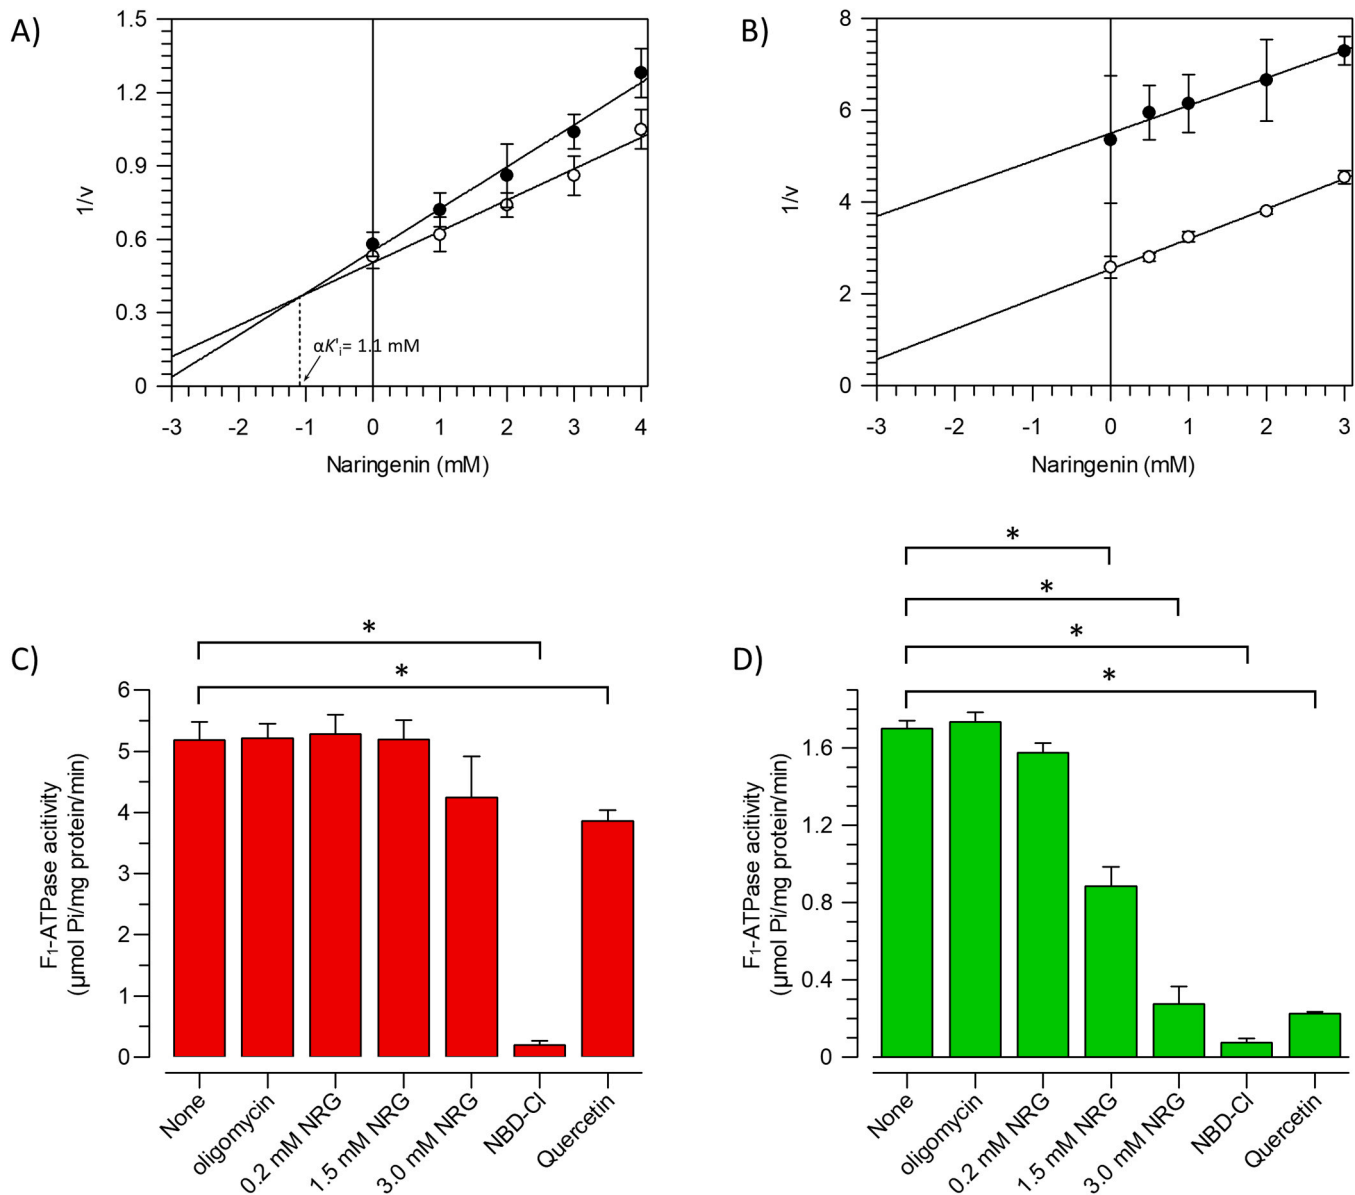 A)
1.5
1.2
0.9
0.6
0.3
0
1/v
αK'i= 1.1 mM
-3 -2 -1 0 1 2 3 4
Naringenin (mM)
B)
8
6
4
2
0
1/v
-3 -2 -1 0 1 2 3
Naringenin (mM)
C)
*
*
6
5
4
3
2
1
0
F₁-ATPase acitivity
(µmol Pi/mg protein/min)
None
oligomycin
0.2 mM NRG
1.5 mM NRG
3.0 mM NRG
NBD-Cl
Quercetin
D)
*
*
*
*
1.6
1.2
0.8
0.4
0
F₁-ATPase acitivity
(µmol Pi/mg protein/min)
None
oligomycin
0.2 mM NRG
1.5 mM NRG
3.0 mM NRG
NBD-Cl
Quercetin